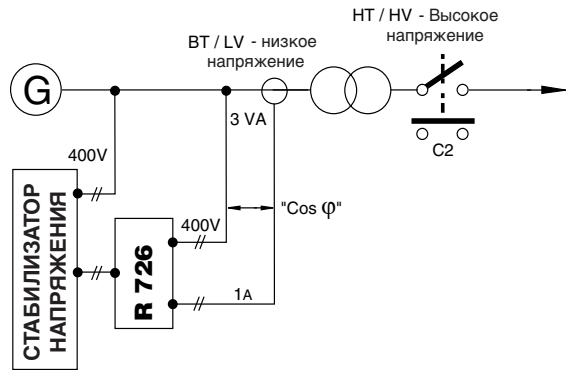 HT / HV - Высокое
напряжение
BT / LV - низкое
напряжение
G
3 VA
C2
400V
"Cos φ"
400V
1A
СТАБИЛИЗАТОР
НАПРЯЖЕНИЯ
R 726